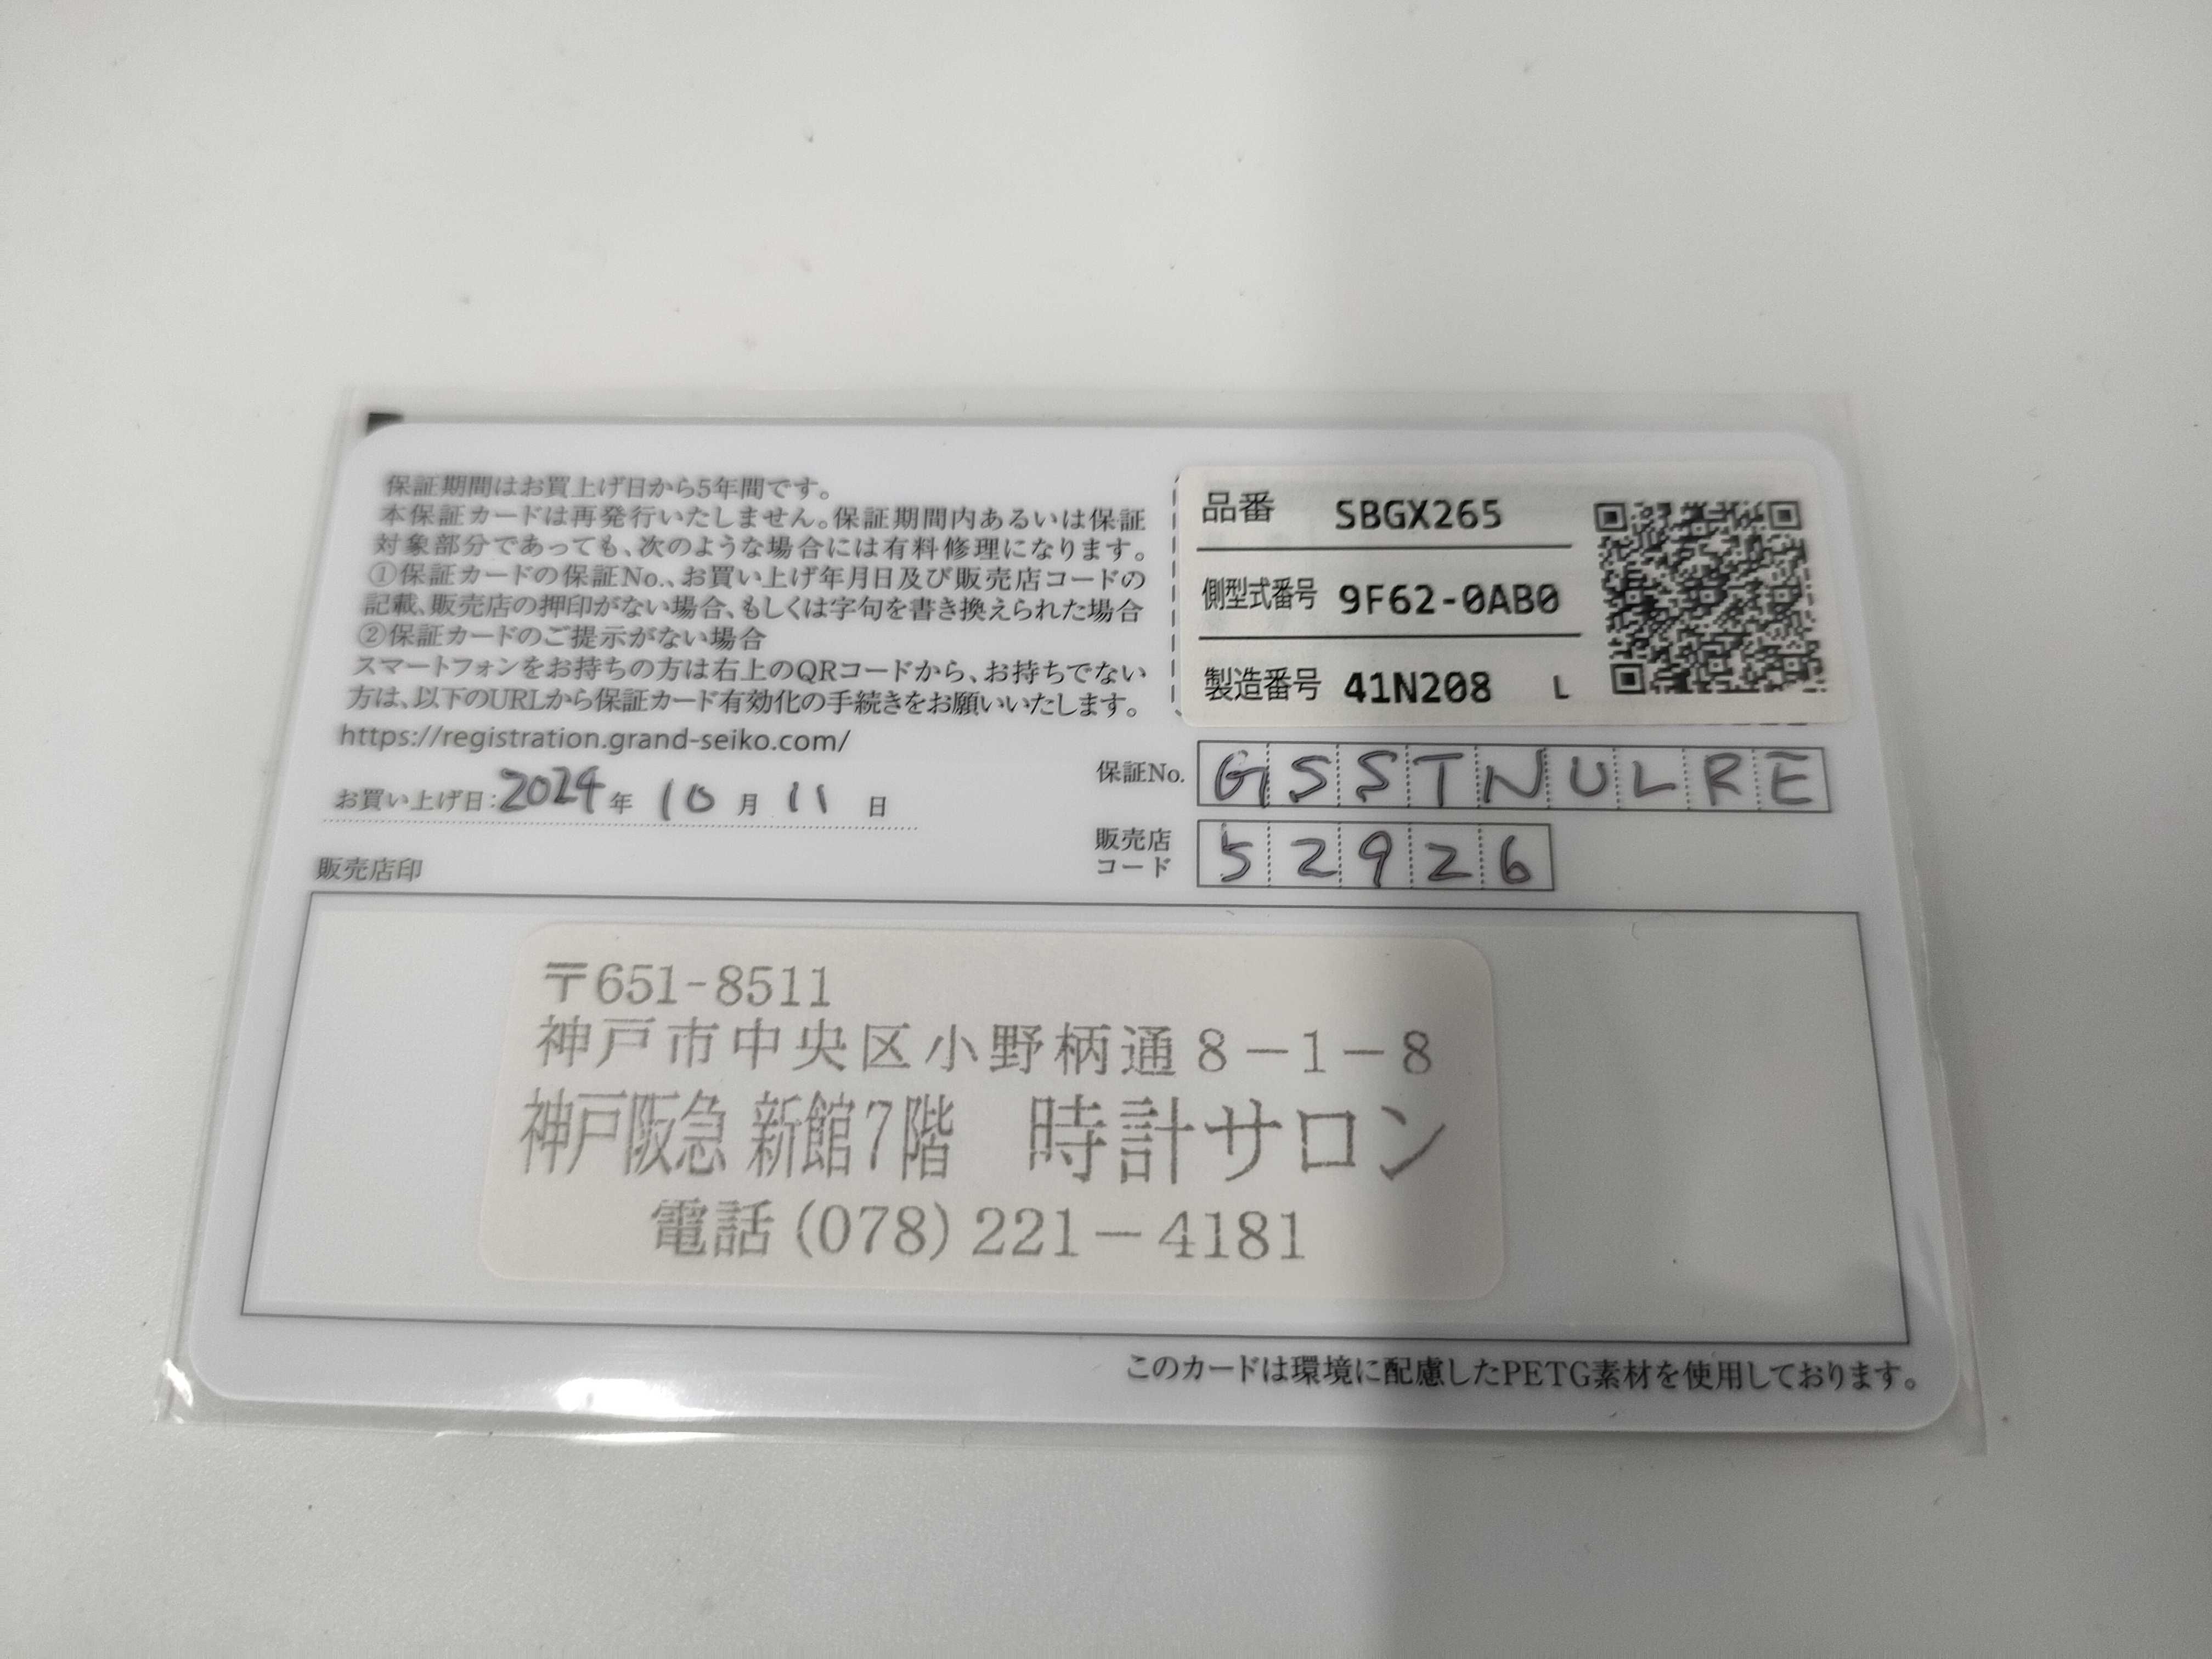 保証期間はお買上げ日から5年間です。
本保証カードは再発行いたしません。保証期間内あるいは保証
対象部分であっても、次のような場合には有料修理になります。
①保証カードの保証No.、お買い上げ年月日及び販売店コードの
記載、販売店の押印がない場合、もしくは字句を書き換えられた場合
②保証カードのご提示がない場合
スマートフォンをお持ちの方は右上のQRコードから、お持ちでない
方は、以下のURLから保証カード有効化の手続きをお願いいたします。
https://registration.grand-seiko.com/
お買い上げ日:2024年 10月 11日
品番 SBGX265
側型式番号 9F62-0AB0
製造番号 41N208 L
保証No. GSSTNULRE
販売店
コード 52926
販売店印
〒651-8511
神戸市中央区小野柄通8-1-8
神戸阪急 新館7階 時計サロン
電話(078)221-4181
このカードは環境に配慮したPETG素材を使用しております。